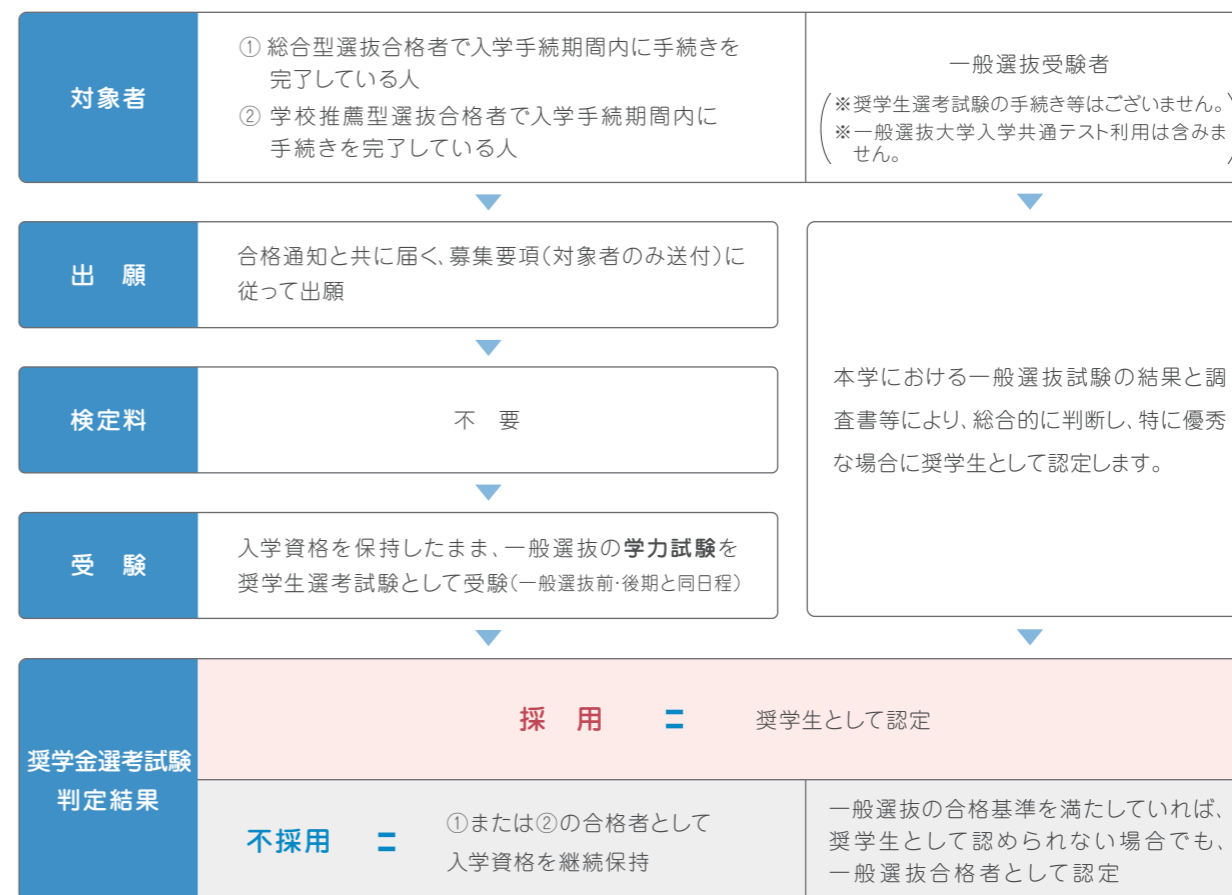 対象者
① 総合型選抜合格者で入学手続期間内に手続きを
完了している人
② 学校推薦型選抜合格者で入学手続期間内に
手続きを完了している人
一般選抜受験者
※奨学生選考試験の手続き等はございません。
※一般選抜大学入学共通テスト利用は含みま
せん。
出 願
合格通知と共に届く、募集要項(対象者のみ送付)に
従って出願
検定料
不 要
受 験
入学資格を保持したまま、一般選抜の学力試験を
奨学生選考試験として受験(一般選抜前・後期と同日程)
本学における一般選抜試験の結果と調
査書等により、総合的に判断し、特に優秀
な場合に奨学生として認定します。
奨学金選考試験
判定結果
採 用 = 奨学生として認定
不採用 =
①または②の合格者として
入学資格を継続保持
一般選抜の合格基準を満たしていれば、
奨学生として認められない場合でも、
一般選抜合格者として認定